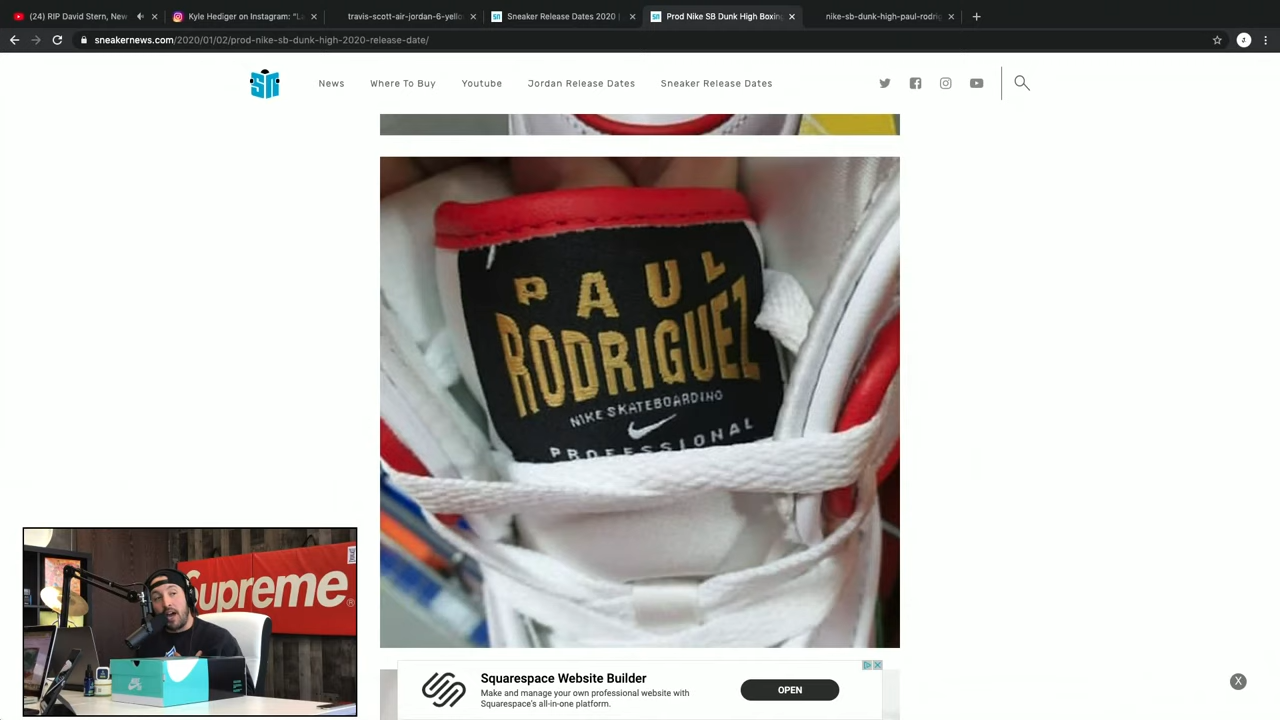 (24) RIP David Stern, New
Kyle Hediger on Instagram: "L
travis-scott-air-jordan-6-yello
Sneaker Release Dates 2020 |
Prod Nike SB Dunk High Boxin
nike-sb-dunk-high-paul-rodrig
sneakernews.com/2020/01/02/prod-nike-sb-dunk-high-2020-release-date/
SN
News
Where To Buy
Youtube
Jordan Release Dates
Sneaker Release Dates
PAUL
RODRIGUEZ
NIKE SKATEBOARDING
PROFESSIONAL
Supreme
Squarespace Website Builder
Make and manage your own professional website with
Squarespace's all-in-one platform.
OPEN
X